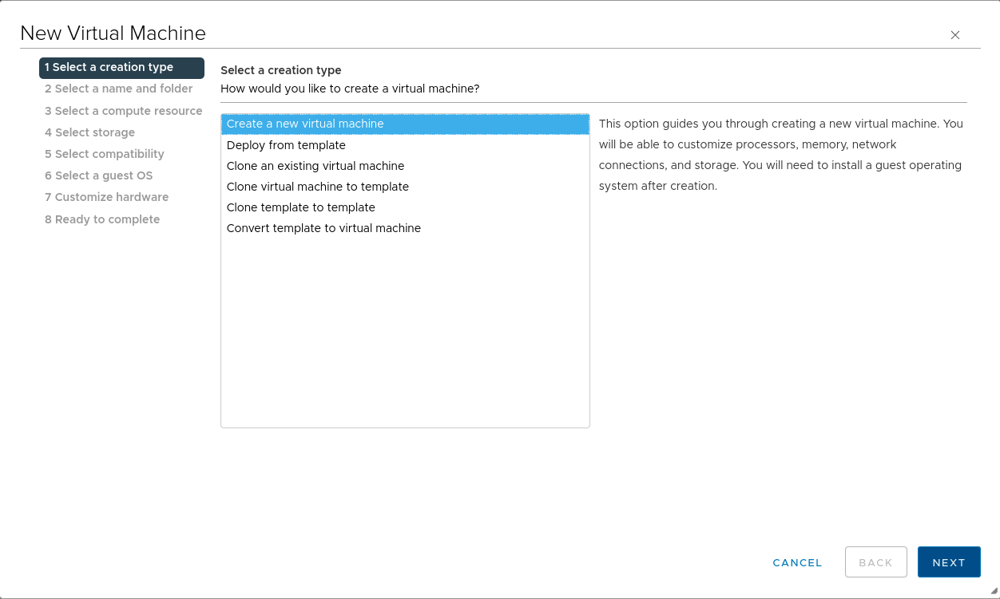 New Virtual Machine
1 Select a creation type
2 Select a name and folder
3 Select a compute resource
4 Select storage
5 Select compatibility
6 Select a guest OS
7 Customize hardware
8 Ready to complete
Select a creation type
How would you like to create a virtual machine?
Create a new virtual machine
Deploy from template
Clone an existing virtual machine
Clone virtual machine to template
Clone template to template
Convert template to virtual machine
This option guides you through creating a new virtual machine. You
will be able to customize processors, memory, network
connections, and storage. You will need to install a guest operating
system after creation.
CANCEL
BACK
NEXT